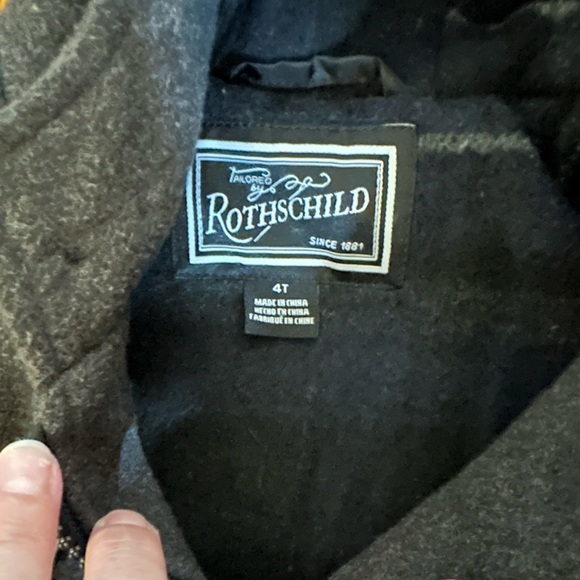 TAILORED
by
ROTHSCHILD
SINCE 1881
4T
MADE IN CHINA
HECHO EN CHINA
FABRIQUÉ EN CHINE